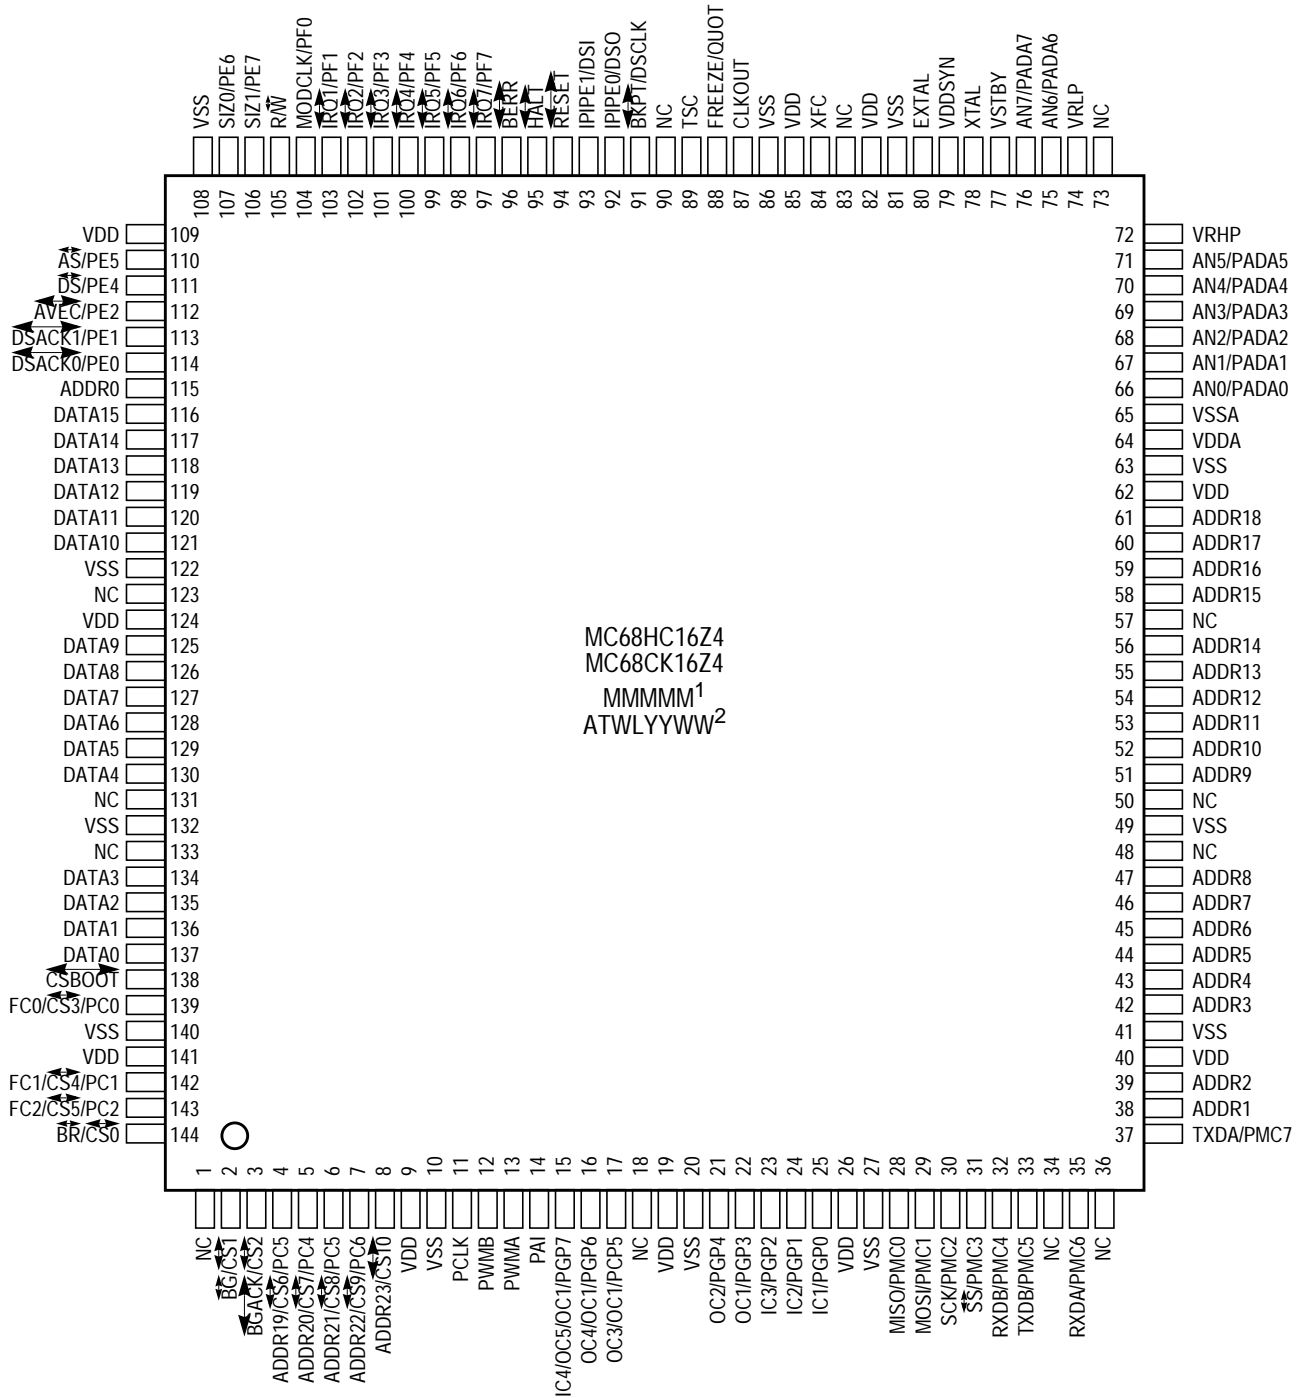 VSS
SIZ0/PE6
SIZ1/PE7
R/W
MODCLK/PF0
IRQ1/PF1
IRQ2/PF2
IRQ3/PF3
IRQ4/PF4
IRQ5/PF5
IRQ6/PF6
IRQ7/PF7
BERR
HALT
RESET
IPIPE1/DSI
IPIPE0/DSO
BKPT/DSCLK
NC
TSC
FREEZE/QUOT
CLKOUT
VSS
VDD
XFC
NC
VDD
VSS
EXTAL
VDDSYN
XTAL
VSTBY
AN7/PADA7
AN6/PADA6
VRLP
NC
108 107 106 105 104 103 102 101 100 99 98 97 96 95 94 93 92 91 90 89 88 87 86 85 84 83 82 81 80 79 78 77 76 75 74 73
VDD 109
AS/PE5 110
DS/PE4 111
AVEC/PE2 112
DSACK1/PE1 113
DSACK0/PE0 114
ADDR0 115
DATA15 116
DATA14 117
DATA13 118
DATA12 119
DATA11 120
DATA10 121
VSS 122
NC 123
VDD 124
DATA9 125
DATA8 126
DATA7 127
DATA6 128
DATA5 129
DATA4 130
NC 131
VSS 132
NC 133
DATA3 134
DATA2 135
DATA1 136
DATA0 137
CSBOOT 138
FC0/CS3/PC0 139
VSS 140
VDD 141
FC1/CS4/PC1 142
FC2/CS5/PC2 143
BR/CS0 144
MC68HC16Z4
MC68CK16Z4
MMMMM1
ATWLYYWW2
72 VRHP
71 AN5/PADA5
70 AN4/PADA4
69 AN3/PADA3
68 AN2/PADA2
67 AN1/PADA1
66 AN0/PADA0
65 VSSA
64 VDDA
63 VSS
62 VDD
61 ADDR18
60 ADDR17
59 ADDR16
58 ADDR15
57 NC
56 ADDR14
55 ADDR13
54 ADDR12
53 ADDR11
52 ADDR10
51 ADDR9
50 NC
49 VSS
48 NC
47 ADDR8
46 ADDR7
45 ADDR6
44 ADDR5
43 ADDR4
42 ADDR3
41 VSS
40 VDD
39 ADDR2
38 ADDR1
37 TXDA/PMC7
1 2 3 4 5 6 7 8 9 10 11 12 13 14 15 16 17 18 19 20 21 22 23 24 25 26 27 28 29 30 31 32 33 34 35 36
NC
BG/CS1
BGACK/CS2
ADDR19/CS6/PC5
ADDR20/CS7/PC4
ADDR21/CS8/PC5
ADDR22/CS9/PC6
ADDR23/CS10
VDD
VSS
PCLK
PWMB
PWMA
PAI
IC4/OC5/OC1/PGP7
OC4/OC1/PGP6
OC3/OC1/PCP5
NC
VDD
VSS
OC2/PGP4
OC1/PGP3
IC3/PGP2
IC2/PGP1
IC1/PGP0
VDD
VSS
MISO/PMC0
MOSI/PMC1
SCK/PMC2
SS/PMC3
RXDB/PMC4
TXDB/PMC5
NC
RXDA/PMC6
NC